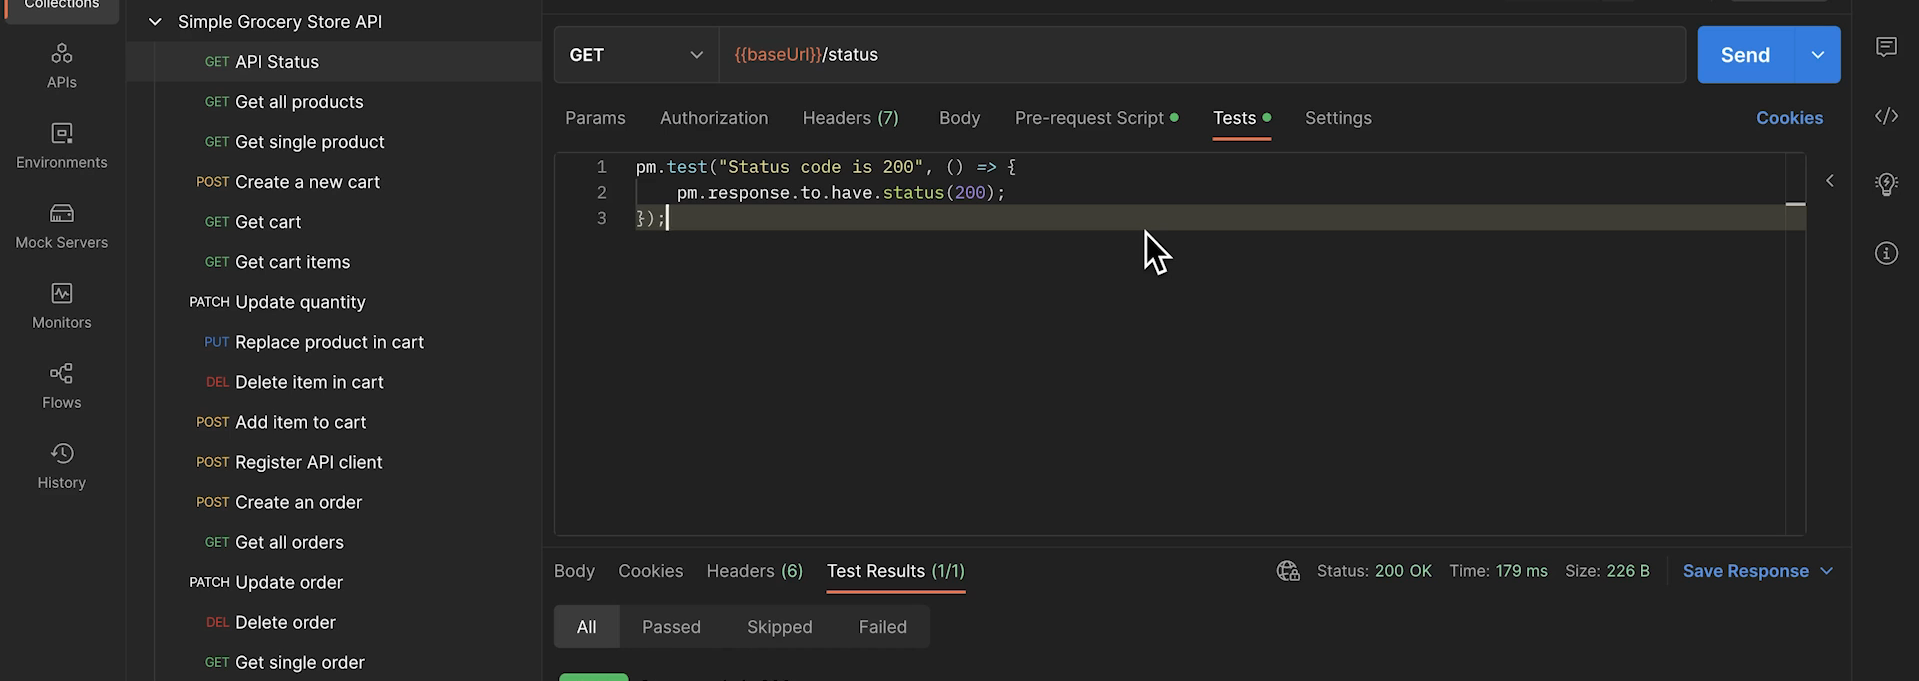 Collections
APIs
Environments
Mock Servers
Monitors
Flows
History
Simple Grocery Store API
GET API Status
GET Get all products
GET Get single product
POST Create a new cart
GET Get cart
GET Get cart items
PATCH Update quantity
PUT Replace product in cart
DEL Delete item in cart
POST Add item to cart
POST Register API client
POST Create an order
GET Get all orders
PATCH Update order
DEL Delete order
GET Get single order
GET {{baseUrl}}/status Send
Params Authorization Headers (7) Body Pre-request Script Tests Settings Cookies
1 pm.test("Status code is 200", () => {
2 pm.response.to.have.status(200);
3 });
Body Cookies Headers (6) Test Results (1/1) Status: 200 OK Time: 179 ms Size: 226 B Save Response
All Passed Skipped Failed